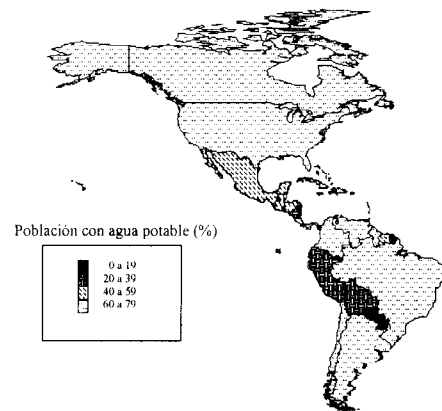 Población con agua potable (%)
0 a 19
20 a 39
40 a 59
60 a 79